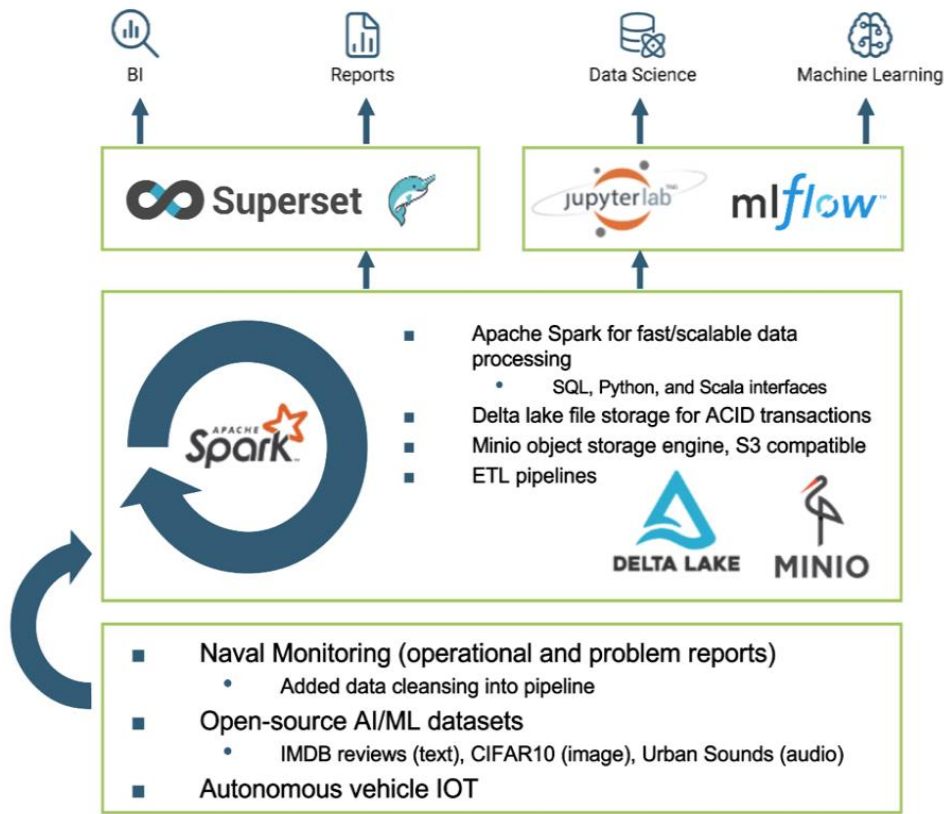 BI
Reports
Data Science
Machine Learning
Superset
jupyterlab™
mlflow™
APACHE
Spark™
■ Apache Spark for fast/scalable data
processing
• SQL, Python, and Scala interfaces
■ Delta lake file storage for ACID transactions
■ Minio object storage engine, S3 compatible
■ ETL pipelines
DELTA LAKE
MINIO
■ Naval Monitoring (operational and problem reports)
• Added data cleansing into pipeline
■ Open-source AI/ML datasets
• IMDB reviews (text), CIFAR10 (image), Urban Sounds (audio)
■ Autonomous vehicle IOT